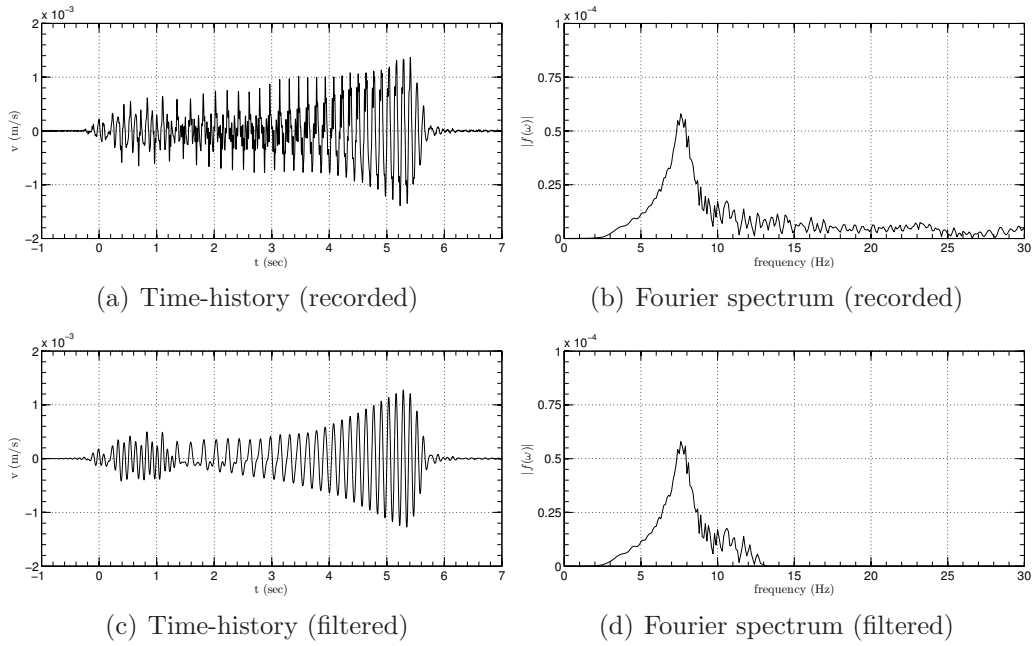 x 10⁻³
2
1
0
−1
−2
v (m/s)
−1 0 1 2 3 4 5 6 7
t (sec)
(a) Time-history (recorded)
x 10⁻⁴
1
0.75
0.5
0.25
0
|f(ω)|
0 5 10 15 20 25 30
frequency (Hz)
(b) Fourier spectrum (recorded)
x 10⁻³
2
1
0
−1
−2
v (m/s)
−1 0 1 2 3 4 5 6 7
t (sec)
(c) Time-history (filtered)
x 10⁻⁴
1
0.75
0.5
0.25
0
|f(ω)|
0 5 10 15 20 25 30
frequency (Hz)
(d) Fourier spectrum (filtered)